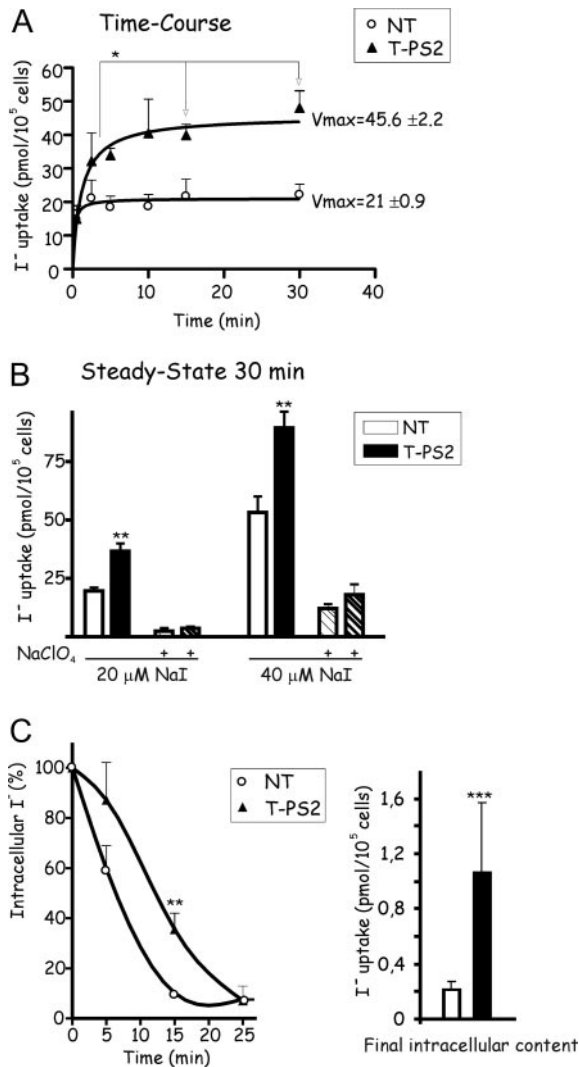 A
Time-Course
NT
T-PS2
I⁻ uptake (pmol/10⁵ cells)
60
50
40
30
20
10
0
*
Vmax=45.6 ±2.2
Vmax=21 ±0.9
0 10 20 30 40
Time (min)
B
Steady-State 30 min
NT
T-PS2
I⁻ uptake (pmol/10⁵ cells)
75
50
25
**
**
NaClO₄ + + + +
20 µM NaI 40 µM NaI
C
NT
T-PS2
Intracellular I⁻ (%)
100
80
60
40
20
0
**
0 5 10 15 20 25
Time (min)
I⁻ uptake (pmol/10⁵ cells)
1,6
1,2
0,8
0,4
0
***
Final intracellular content